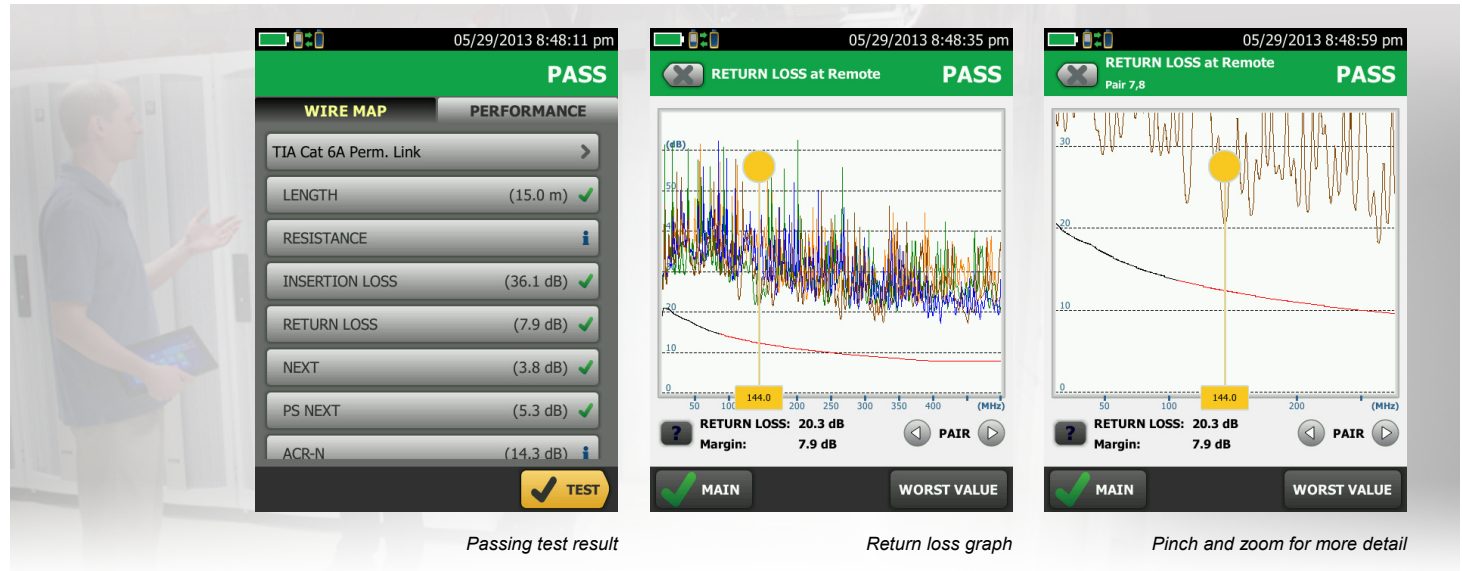 05/29/2013 8:48:11 pm
PASS
WIRE MAP PERFORMANCE
TIA Cat 6A Perm. Link
LENGTH (15.0 m)
RESISTANCE i
INSERTION LOSS (36.1 dB)
RETURN LOSS (7.9 dB)
NEXT (3.8 dB)
PS NEXT (5.3 dB)
ACR-N (14.3 dB) i
TEST
Passing test result
05/29/2013 8:48:35 pm
RETURN LOSS at Remote PASS
(dB)
50
4
20
10
0
144.0
50 100 200 250 300 350 400 (MHz)
? RETURN LOSS: 20.3 dB
Margin: 7.9 dB
PAIR
MAIN WORST VALUE
Return loss graph
05/29/2013 8:48:59 pm
RETURN LOSS at Remote
Pair 7,8
PASS
30
20
10
0
144.0
50 100 200 (MHz)
? RETURN LOSS: 20.3 dB
Margin: 7.9 dB
PAIR
MAIN WORST VALUE
Pinch and zoom for more detail